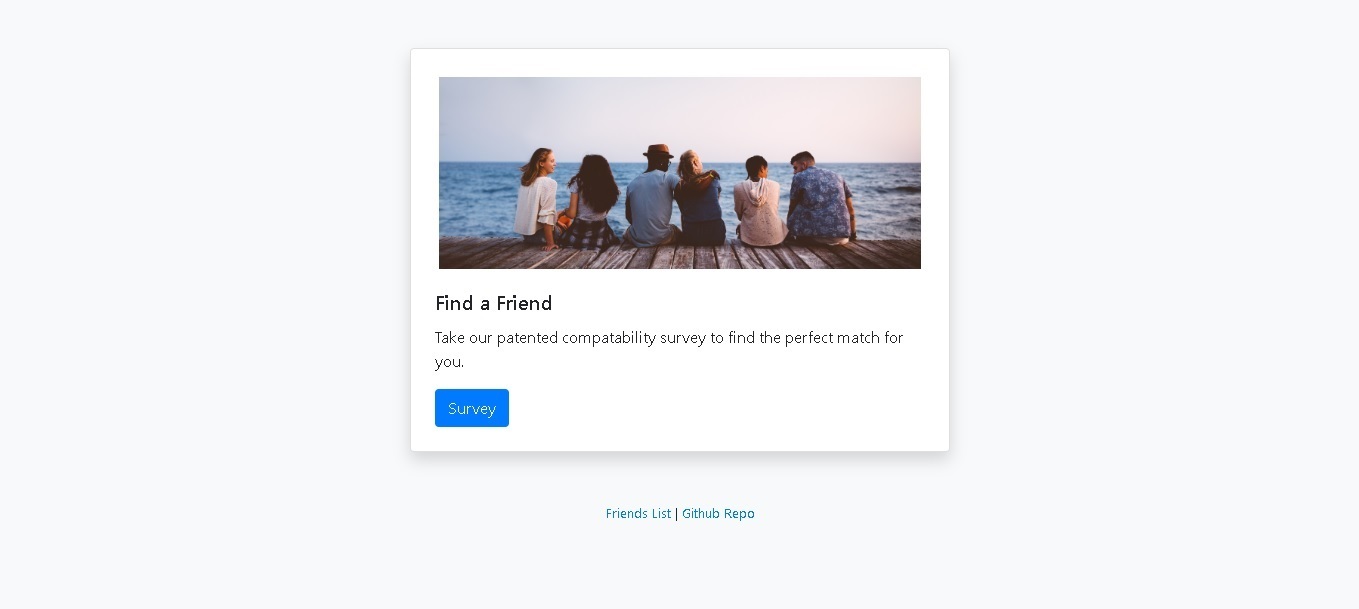 Find a Friend
Take our patented compatability survey to find the perfect match for
you.
Survey
Friends List | Github Repo